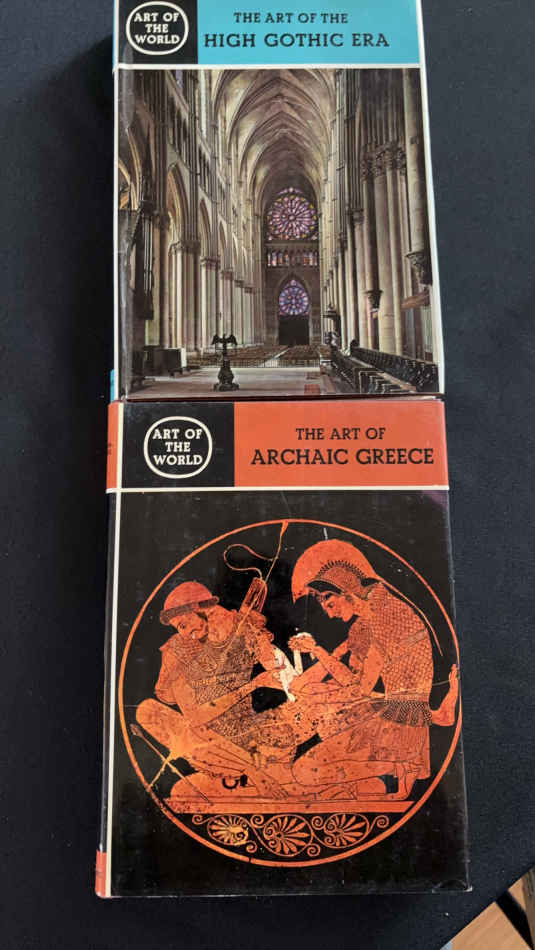 ART OF
THE
WORLD
THE ART OF THE
HIGH GOTHIC ERA
ART OF
THE
WORLD
THE ART OF
ARCHAIC GREECE